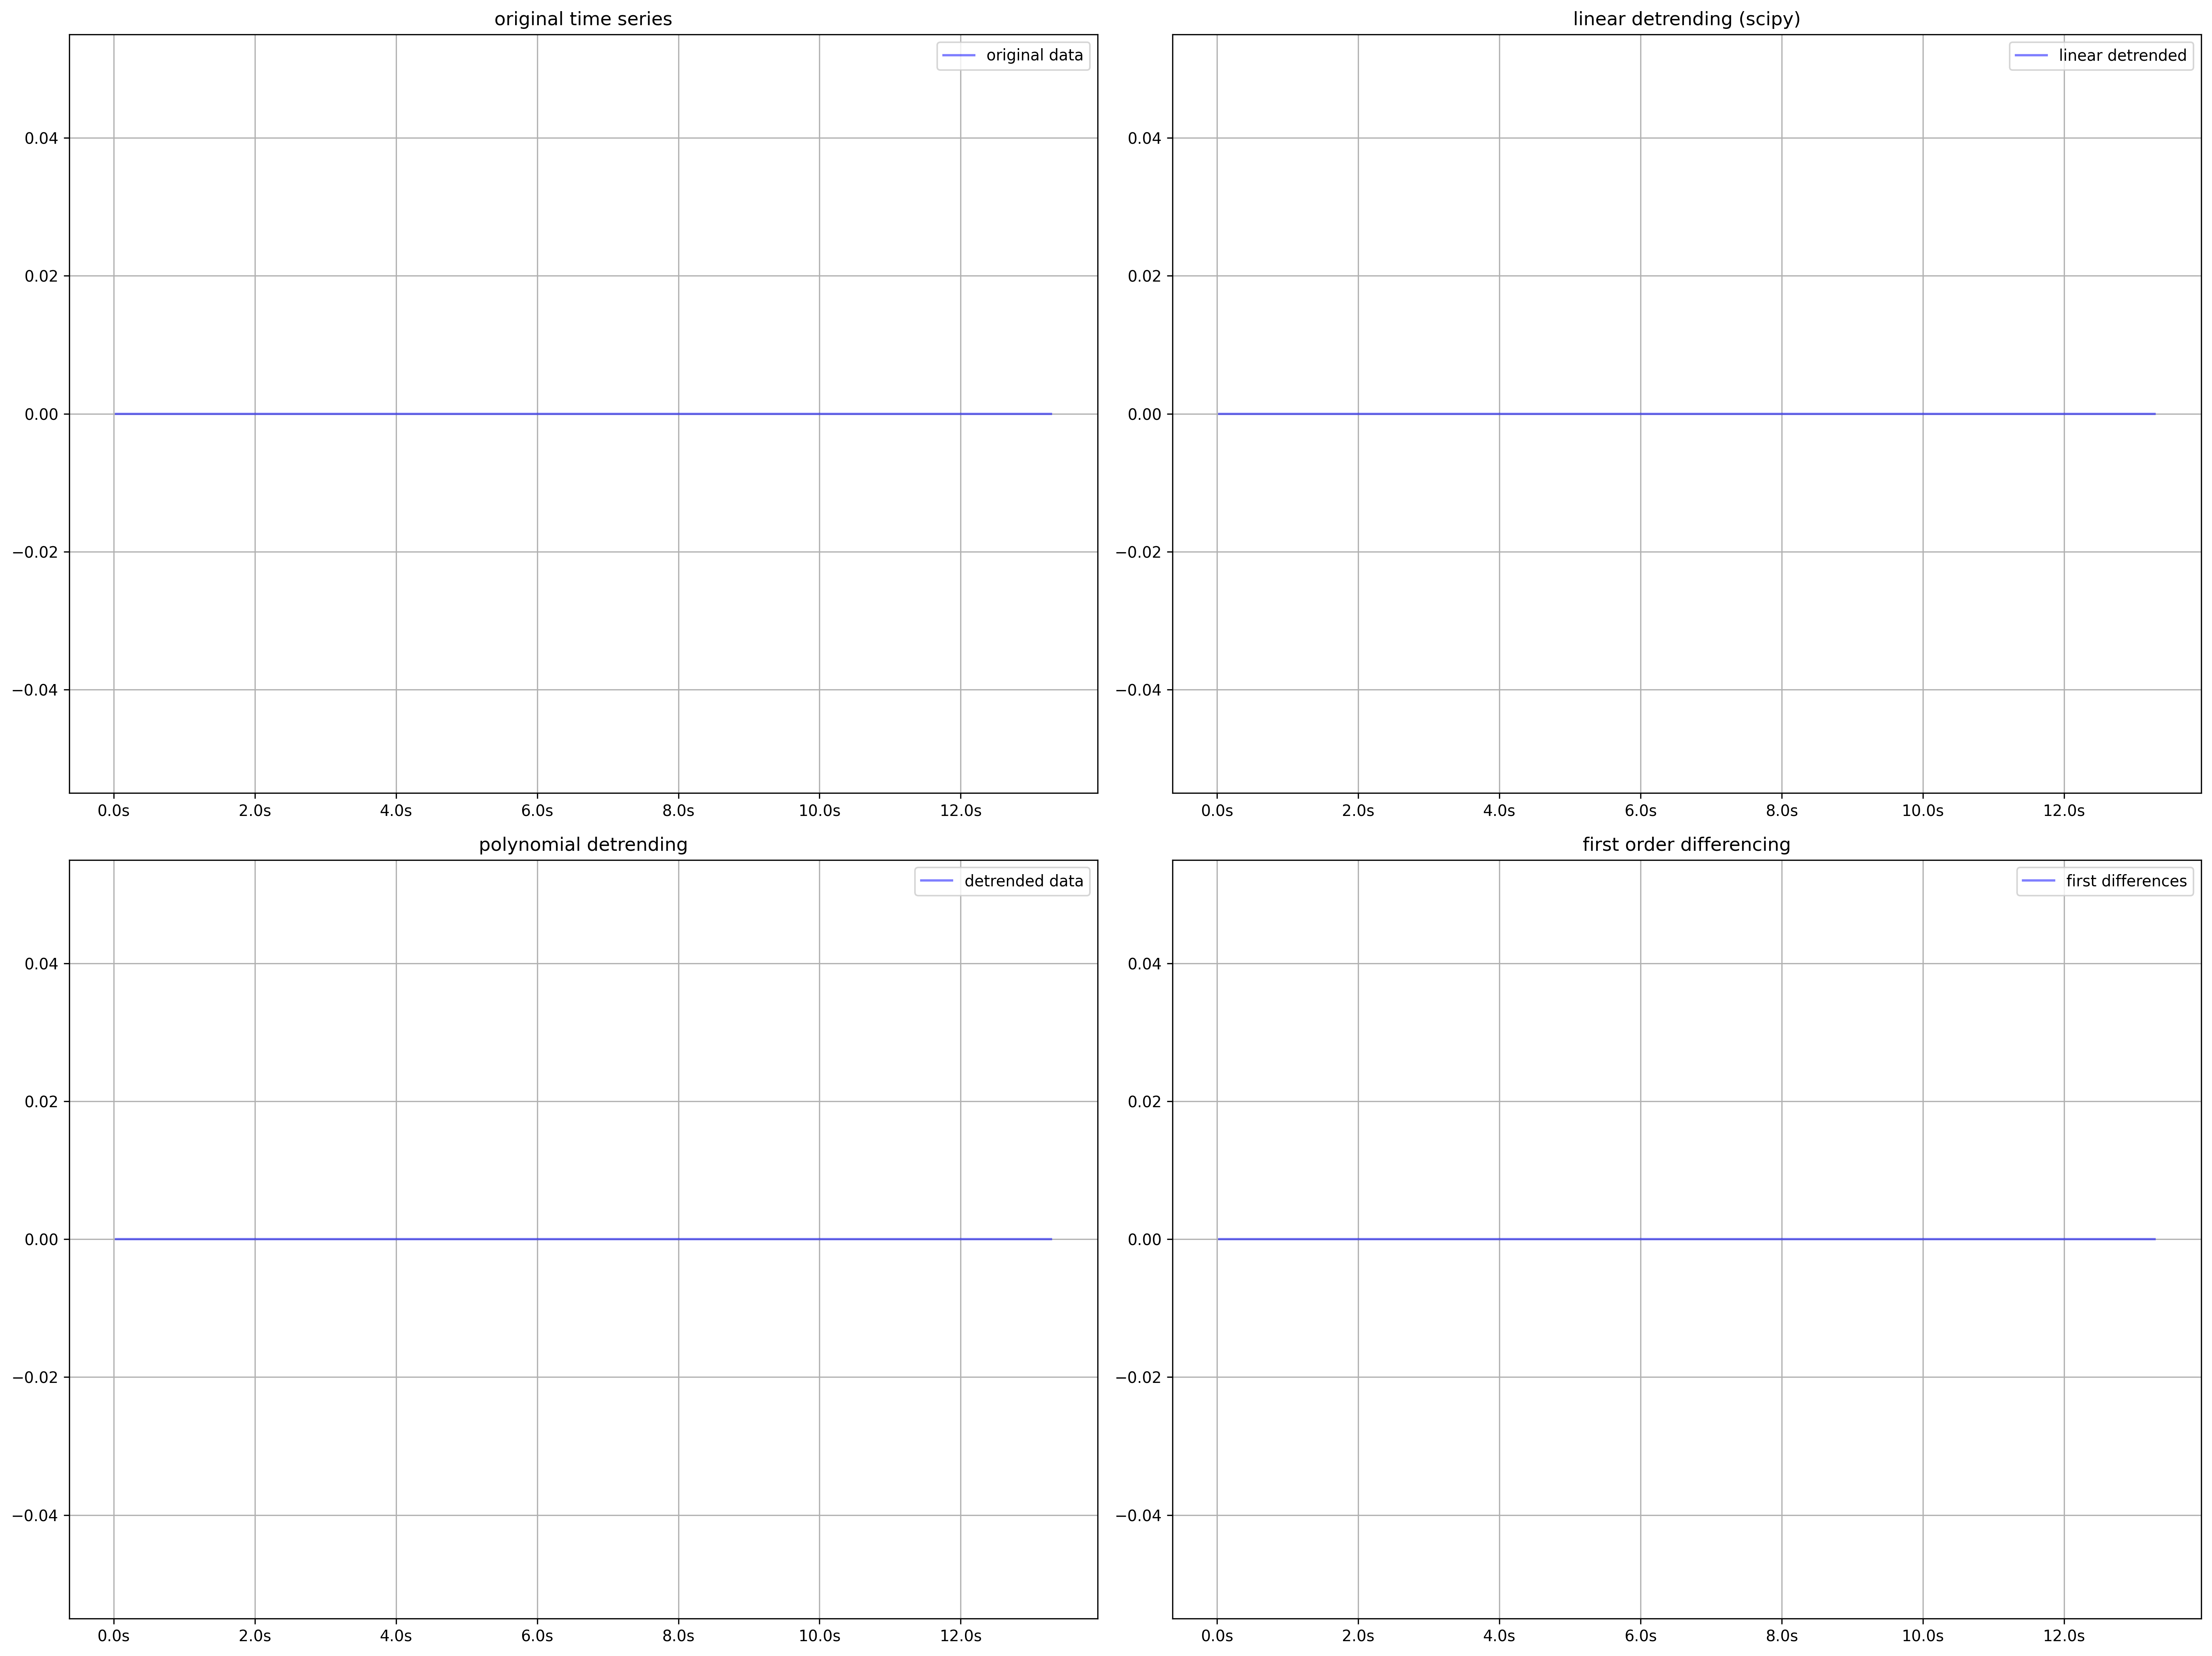 original time series
original data
0.04
0.02
0.00
−0.02
−0.04
0.0s 2.0s 4.0s 6.0s 8.0s 10.0s 12.0s
linear detrending (scipy)
linear detrended
0.04
0.02
0.00
−0.02
−0.04
0.0s 2.0s 4.0s 6.0s 8.0s 10.0s 12.0s
polynomial detrending
detrended data
0.04
0.02
0.00
−0.02
−0.04
0.0s 2.0s 4.0s 6.0s 8.0s 10.0s 12.0s
first order differencing
first differences
0.04
0.02
0.00
−0.02
−0.04
0.0s 2.0s 4.0s 6.0s 8.0s 10.0s 12.0s